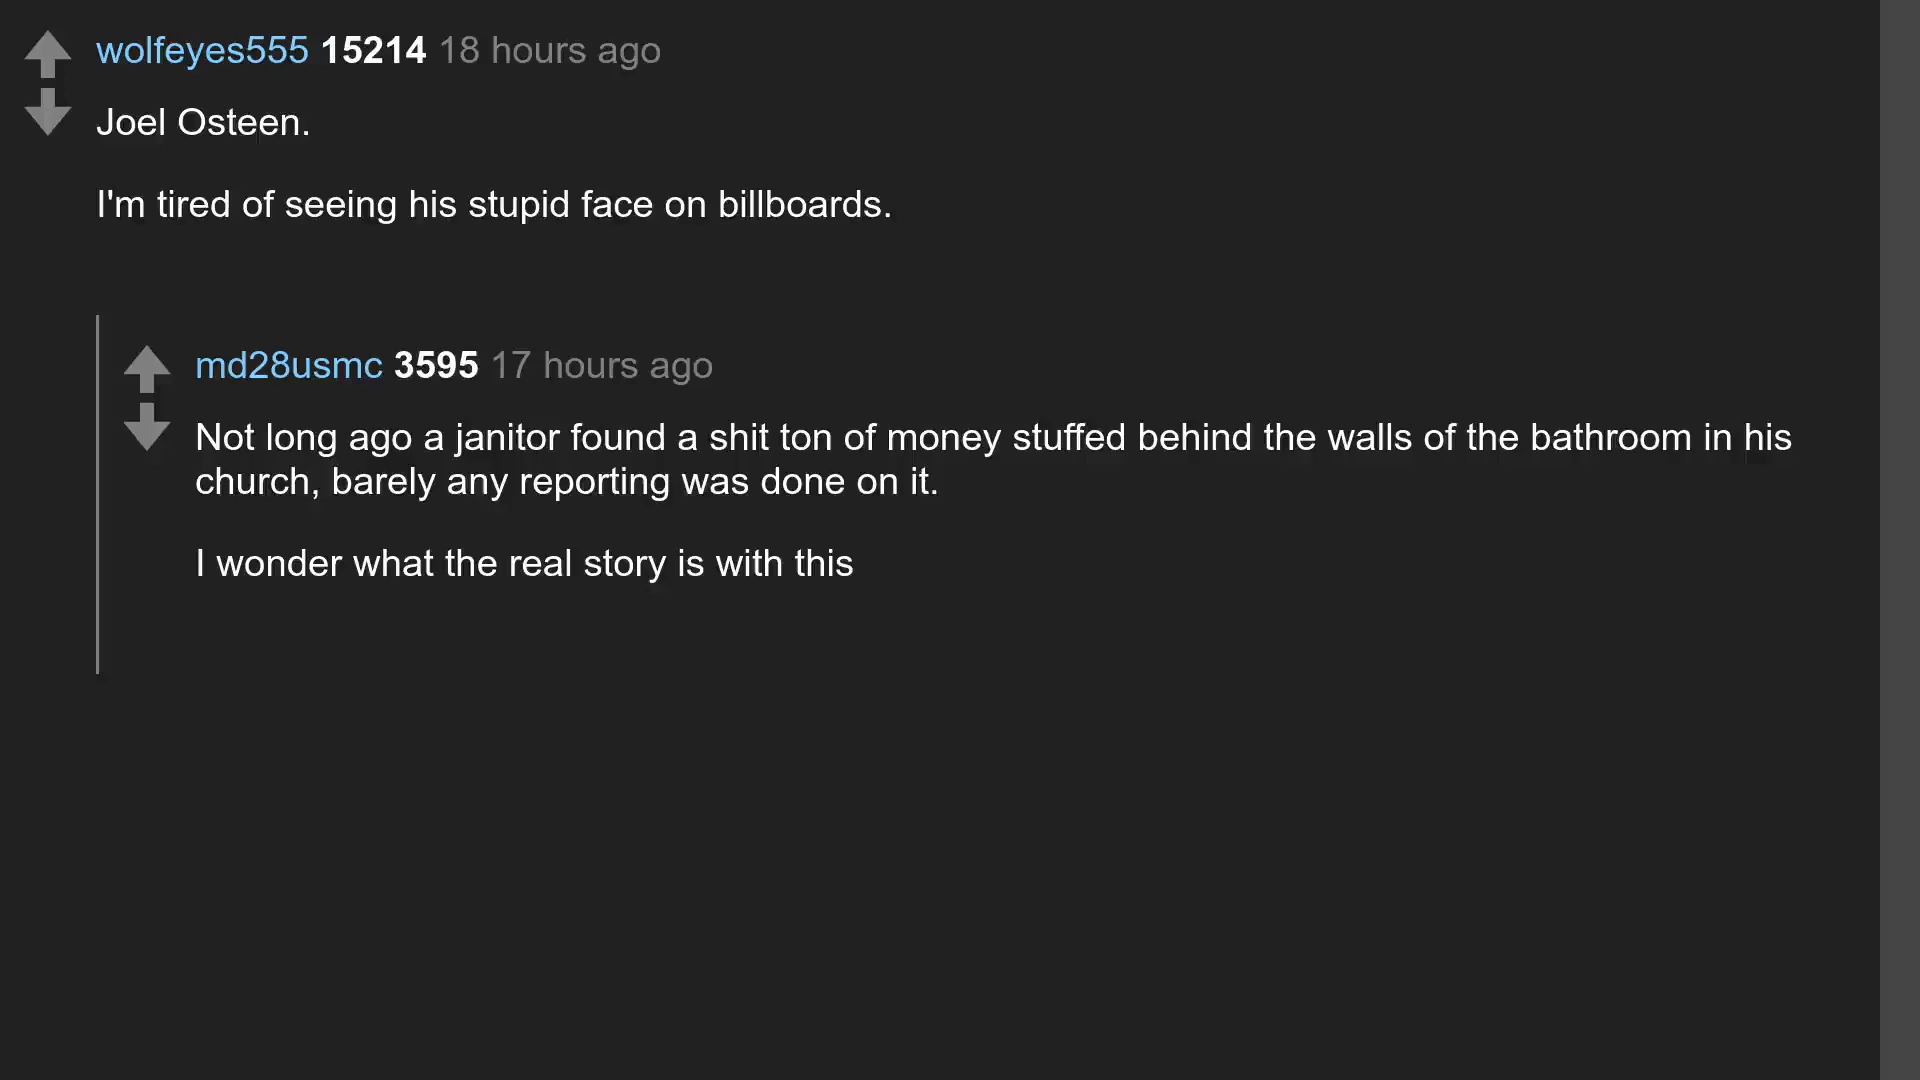 wolfeyes555 15214 18 hours ago
Joel Osteen.
I'm tired of seeing his stupid face on billboards.
md28usmc 3595 17 hours ago
Not long ago a janitor found a shit ton of money stuffed behind the walls of the bathroom in his
church, barely any reporting was done on it.
I wonder what the real story is with this